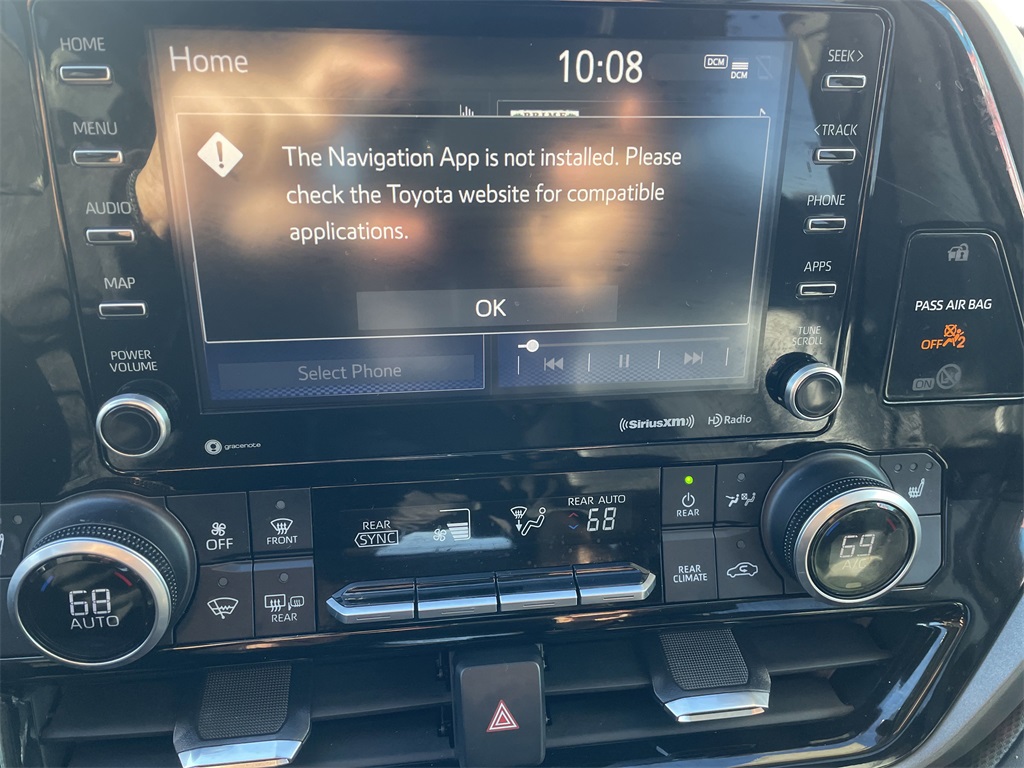 HOME
MENU
AUDIO
MAP
POWER
VOLUME
Home
10:08
DCM
DCM
PRIME
The Navigation App is not installed. Please
check the Toyota website for compatible
applications.
OK
Select Phone
SEEK >
< TRACK
PHONE
APPS
TUNE
SCROLL
gracenote
((SiriusXM))
HD Radio
PASS AIR BAG
OFF 2
ON
68
AUTO
OFF
FRONT
REAR
REAR
SYNC
REAR AUTO
68
REAR
REAR
CLIMATE
69
A/C